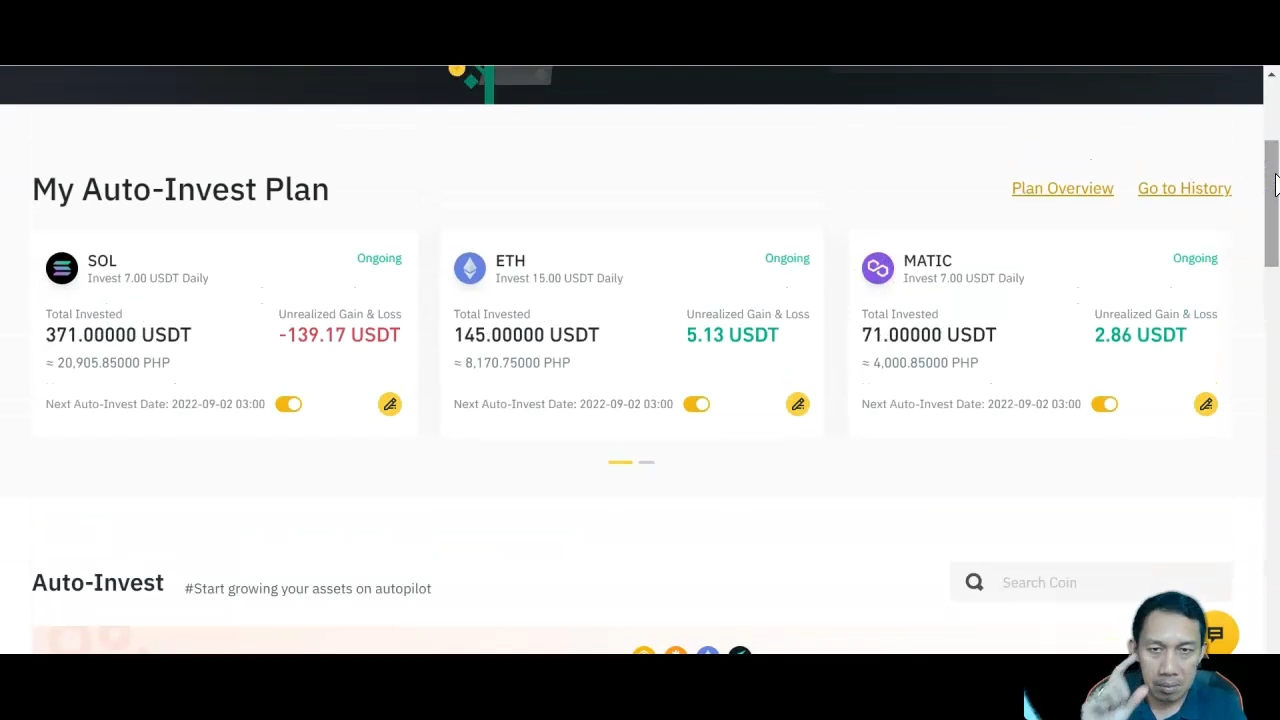 My Auto-Invest Plan
Plan Overview
Go to History
SOL
Invest 7.00 USDT Daily
Ongoing
Total Invested
Unrealized Gain & Loss
371.00000 USDT
-139.17 USDT
≈ 20,905.85000 PHP
Next Auto-Invest Date: 2022-09-02 03:00
ETH
Invest 15.00 USDT Daily
Ongoing
Total Invested
Unrealized Gain & Loss
145.00000 USDT
5.13 USDT
≈ 8,170.75000 PHP
Next Auto-Invest Date: 2022-09-02 03:00
MATIC
Invest 7.00 USDT Daily
Ongoing
Total Invested
Unrealized Gain & Loss
71.00000 USDT
2.86 USDT
≈ 4,000.85000 PHP
Next Auto-Invest Date: 2022-09-02 03:00
Auto-Invest
#Start growing your assets on autopilot
Search Coin